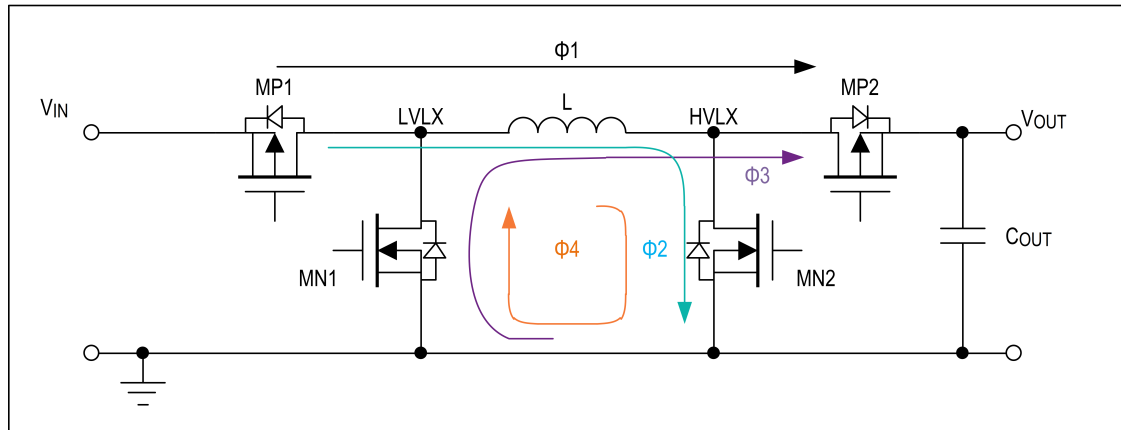 Φ1
MP1
MP2
L
VIN
LVLX
HVLX
VOUT
Φ3
Φ4
Φ2
COUT
MN1
MN2